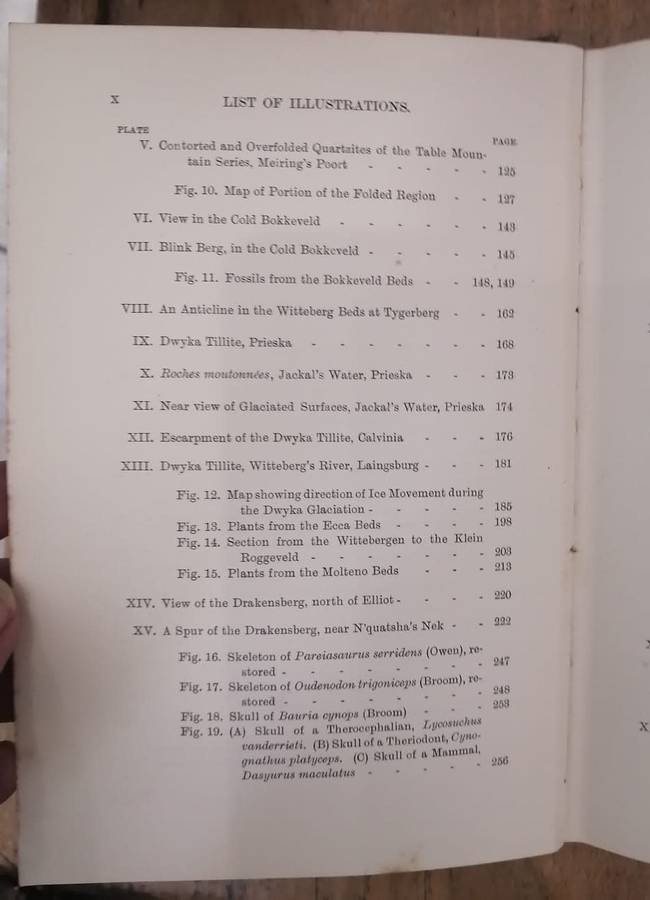 X LIST OF ILLUSTRATIONS.
PLATE PAGE
V. Contorted and Overfolded Quartzites of the Table Moun-
tain Series, Meiring's Poort - - - - - 125
Fig. 10. Map of Portion of the Folded Region - - 127
VI. View in the Cold Bokkeveld - - - - - - 143
VII. Blink Berg, in the Cold Bokkeveld - - - - - 145
Fig. 11. Fossils from the Bokkeveld Beds - - 148, 149
VIII. An Anticline in the Witteberg Beds at Tygerberg - - 162
IX. Dwyka Tillite, Prieska - - - - - - - 168
X. Roches moutonnées, Jackal's Water, Prieska - - - 173
XI. Near view of Glaciated Surfaces, Jackal's Water, Prieska 174
XII. Escarpment of the Dwyka Tillite, Calvinia - - - 176
XIII. Dwyka Tillite, Witteberg's River, Laingsburg - - - 181
Fig. 12. Map showing direction of Ice Movement during
the Dwyka Glaciation - - - - - 185
Fig. 13. Plants from the Ecca Beds - - - - 198
Fig. 14. Section from the Wittebergen to the Klein
Roggeveld - - - - - - - 203
Fig. 15. Plants from the Molteno Beds - - - 213
XIV. View of the Drakensberg, north of Elliot - - - - 220
XV. A Spur of the Drakensberg, near N'quatsha's Nek - - 222
Fig. 16. Skeleton of Pareiasaurus serridens (Owen), re-
stored - - - - - - - - 247
Fig. 17. Skeleton of Oudenodon trigoniceps (Broom), re-
stored - - - - - - - - 248
Fig. 18. Skull of Bauria cynops (Broom) - - - 253
Fig. 19. (A) Skull of a Therocephalian, Lycosuchus
vanderrieti. (B) Skull of a Theriodont, Cyno-
gnathus platyceps. (C) Skull of a Mammal,
Dasyurus maculatus - - - - - 256
X